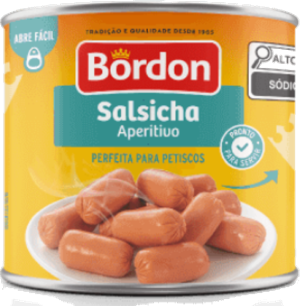 TRADIÇÃO E QUALIDADE DESDE 1963
ABRE FÁCIL
Bordon
ALTO
SÓDIO
Salsicha
Aperitivo
PRONTO
PARA SERVIR
PERFEITA PARA PETISCOS